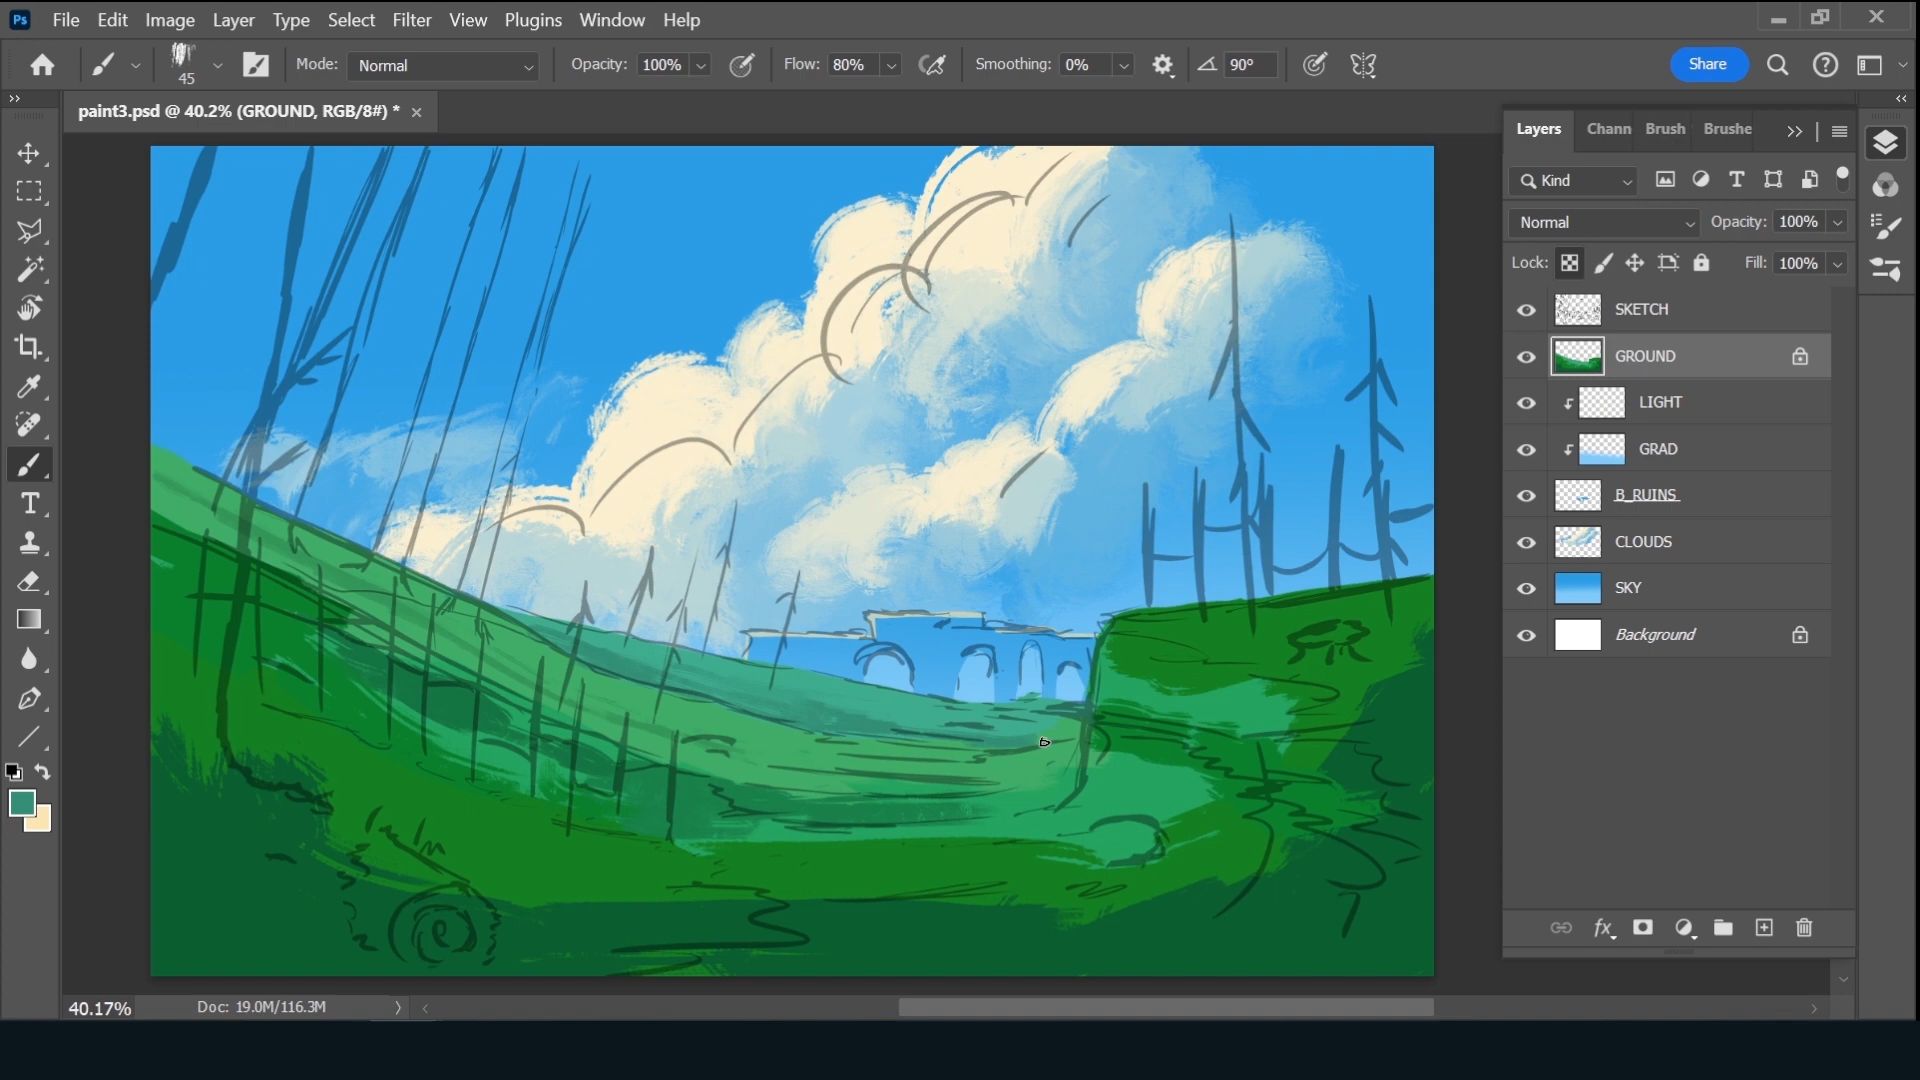 Ps File Edit Image Layer Type Select Filter View Plugins Window Help
45 Mode: Normal Opacity: 100% Flow: 80% Smoothing: 0% 90° Share
paint3.psd @ 40.2% (GROUND, RGB/8#) *
Layers Chann Brush Brushe
Kind
Normal Opacity: 100%
Lock: Fill: 100%
SKETCH
GROUND
LIGHT
GRAD
B_RUINS
CLOUDS
SKY
Background
fx
40.17% Doc: 19.0M/116.3M